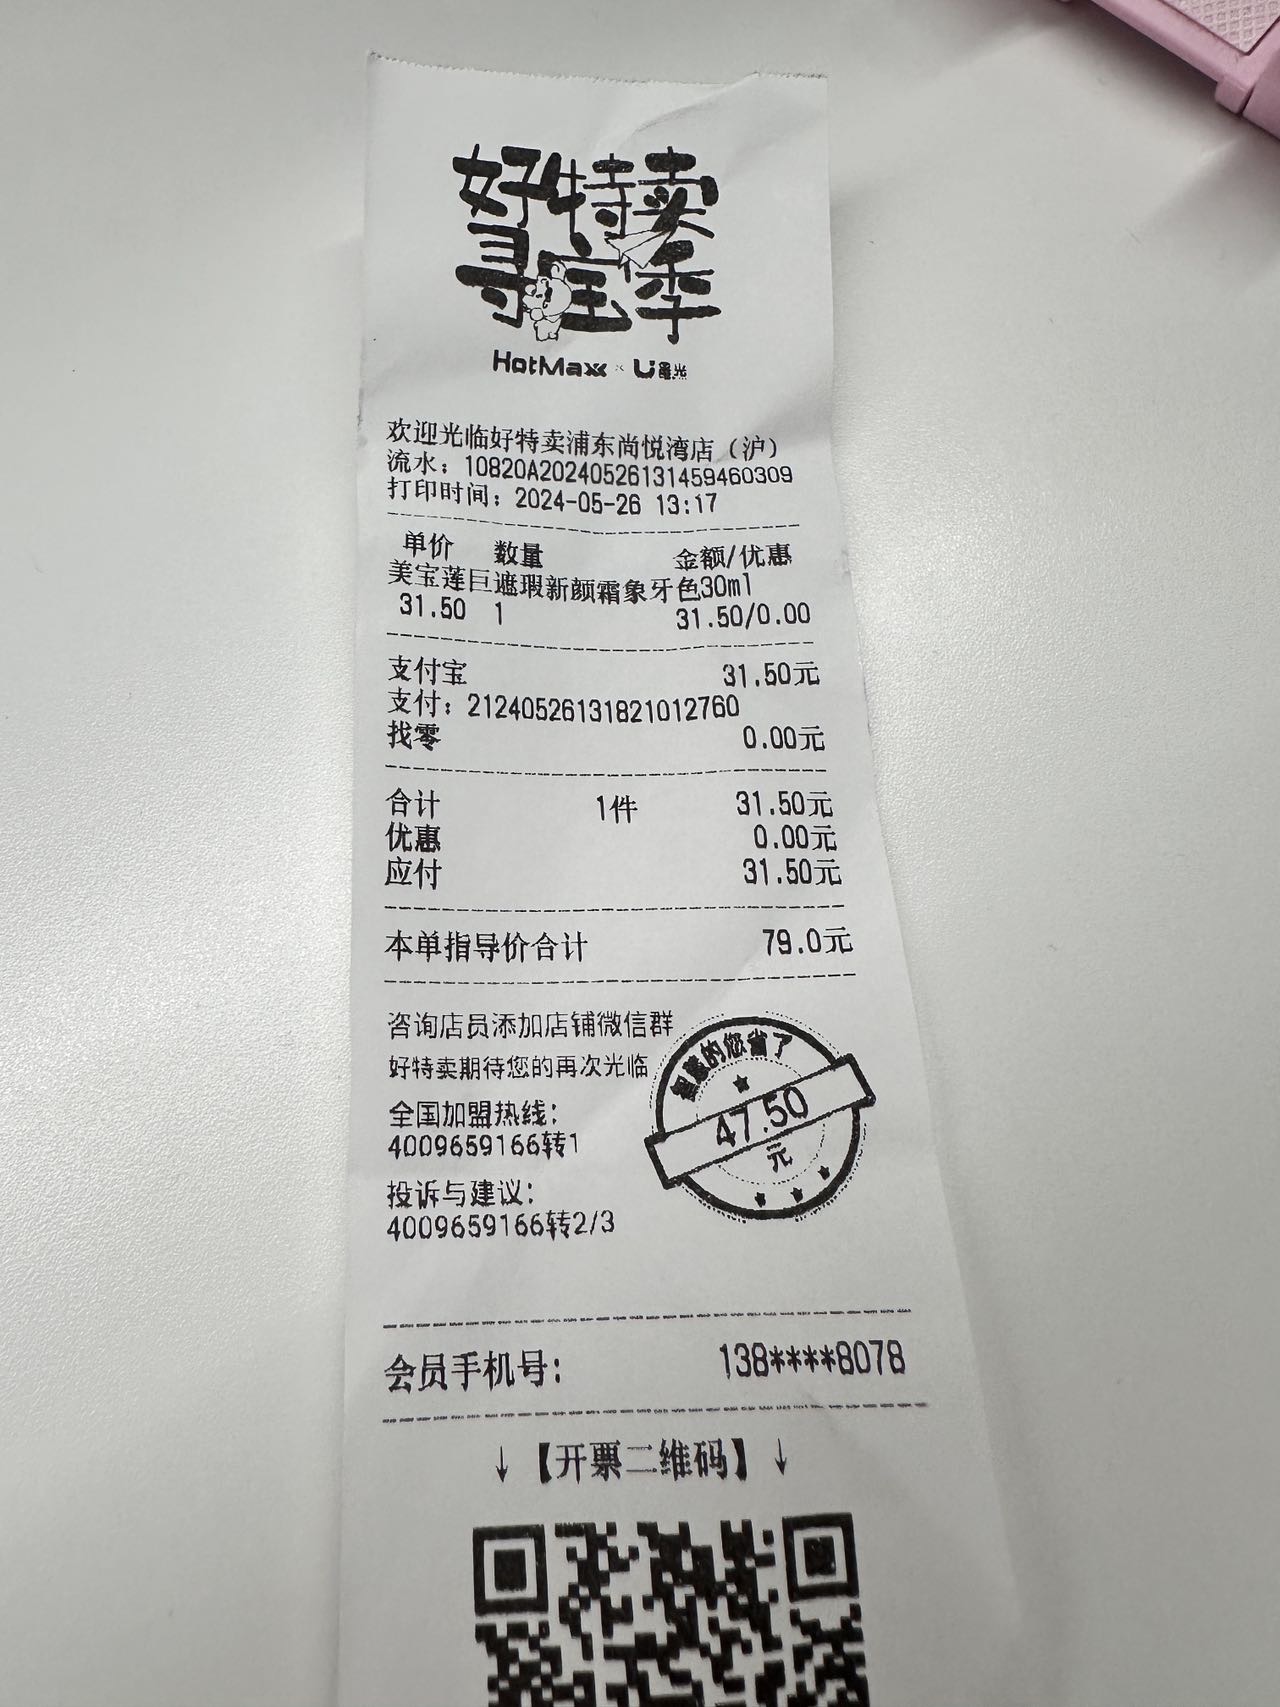 好特卖
寻宝季
HotMaxx × U星光
欢迎光临好特卖浦东尚悦湾店（沪）
流水：10820A20240526131459460309
打印时间：2024-05-26 13:17
单价 数量 金额/优惠
美宝莲巨遮瑕新颜霜象牙色30ml
31.50 1 31.50/0.00
支付宝 31.50元
支付：21240526131821012760
找零 0.00元
合计 1件 31.50元
优惠 0.00元
应付 31.50元
本单指导价合计 79.0元
咨询店员添加店铺微信群
好特卖期待您的再次光临
全国加盟热线：
4009659166转1
投诉与建议：
4009659166转2/3
智慧的您省了
47.50
元
会员手机号： 138****8078
↓【开票二维码】↓